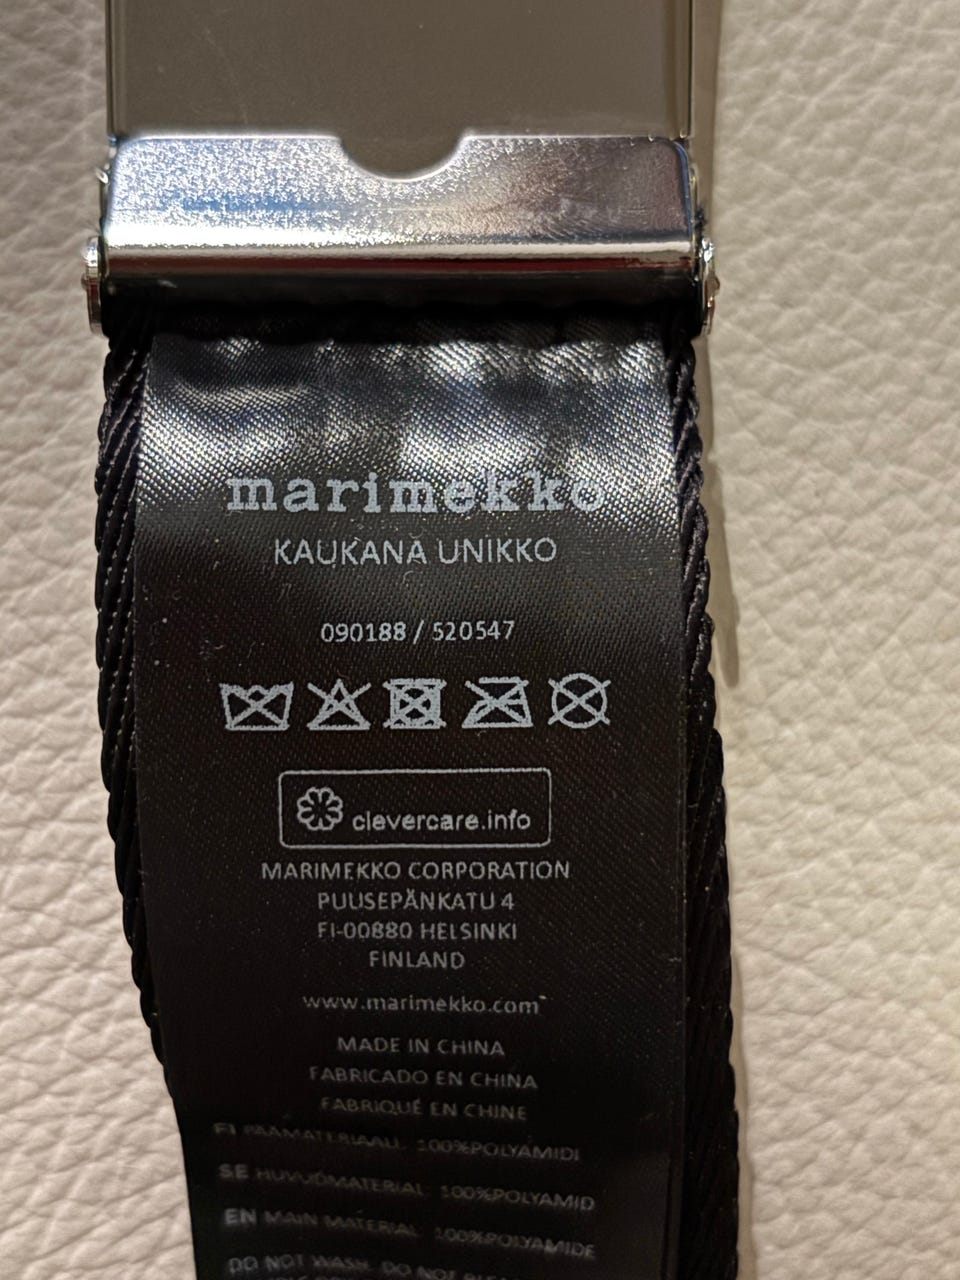 marimekko
KAUKANA UNIKKO
090188 / 520547
clevercare.info
MARIMEKKO CORPORATION
PUUSEPÄNKATU 4
FI-00880 HELSINKI
FINLAND
www.marimekko.com
MADE IN CHINA
FABRICADO EN CHINA
FABRIQUÉ EN CHINE
FI PÄÄMATERIAALI: 100%POLYAMIDI
SE HUVUDMATERIAL: 100%POLYAMID
EN MAIN MATERIAL: 100%POLYAMIDE
DO NOT WASH. DO NOT